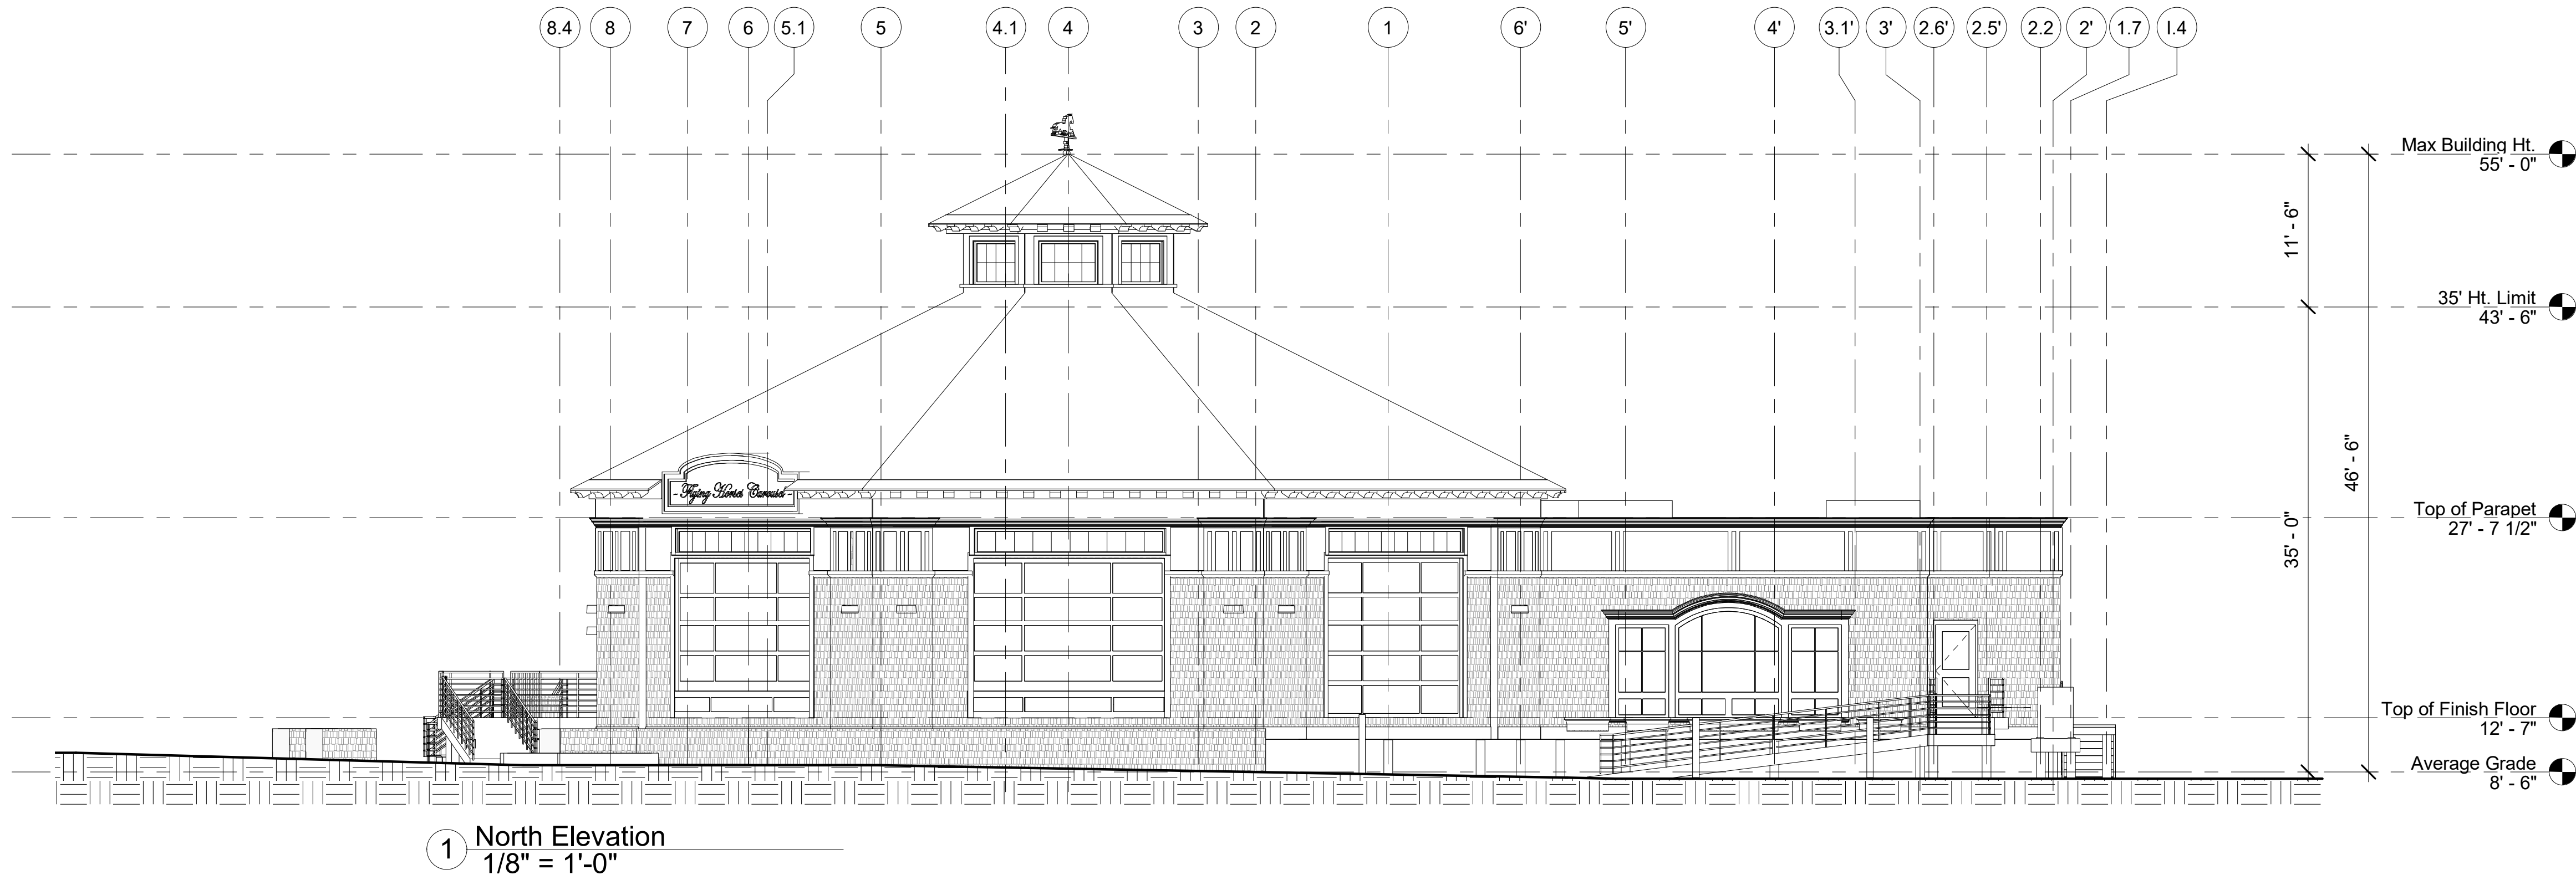 8.4 8 7 6 5.1 5 4.1 4 3 2 1 6' 5' 4' 3.1' 3' 2.6' 2.5' 2.2 2' 1.7 I.4
Max Building Ht.
55' - 0"
11' - 6"
35' Ht. Limit
43' - 6"
46' - 6"
- Flying Horses Carousel -
Top of Parapet
27' - 7 1/2"
35' - 0"
Top of Finish Floor
12' - 7"
Average Grade
8' - 6"
1 North Elevation
1/8" = 1'-0"